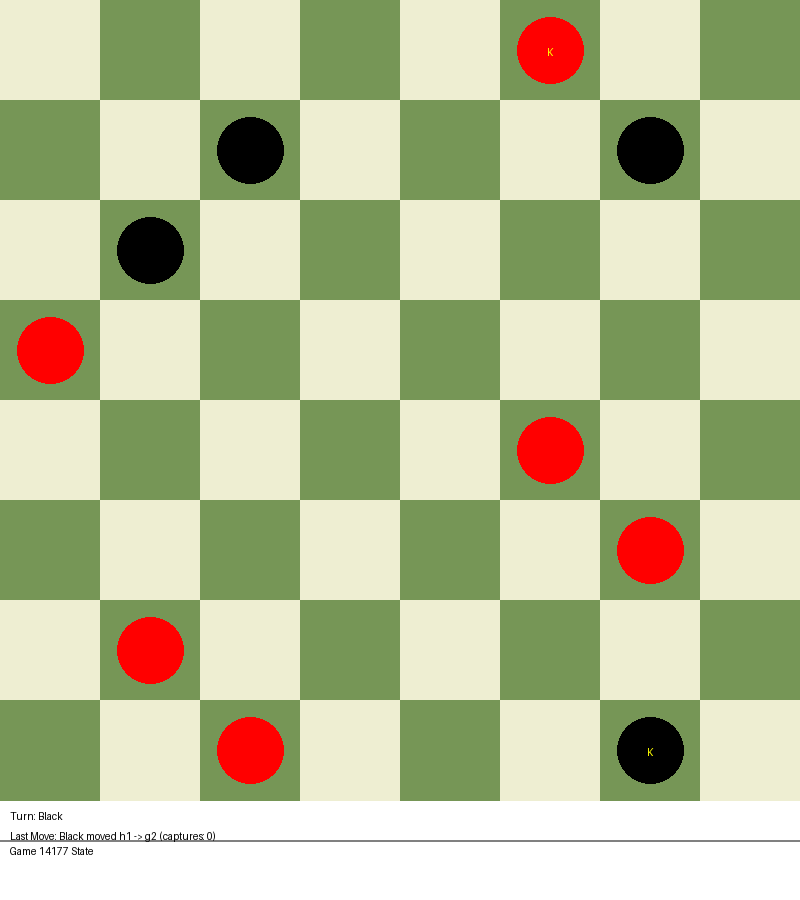 K
K
Turn: Black
Last Move: Black moved h1 -> g2 (captures: 0)
Game 14177 State